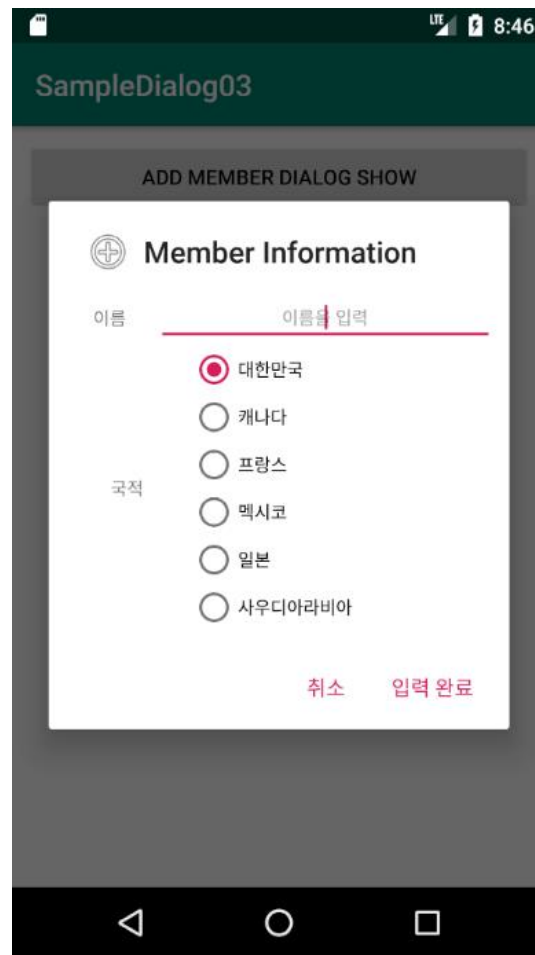 LTE 8:46
SampleDialog03
ADD MEMBER DIALOG SHOW
Member Information
이름 이름을 입력
대한만국
캐나다
프랑스
국적
멕시코
일본
사우디아라비아
취소 입력 완료